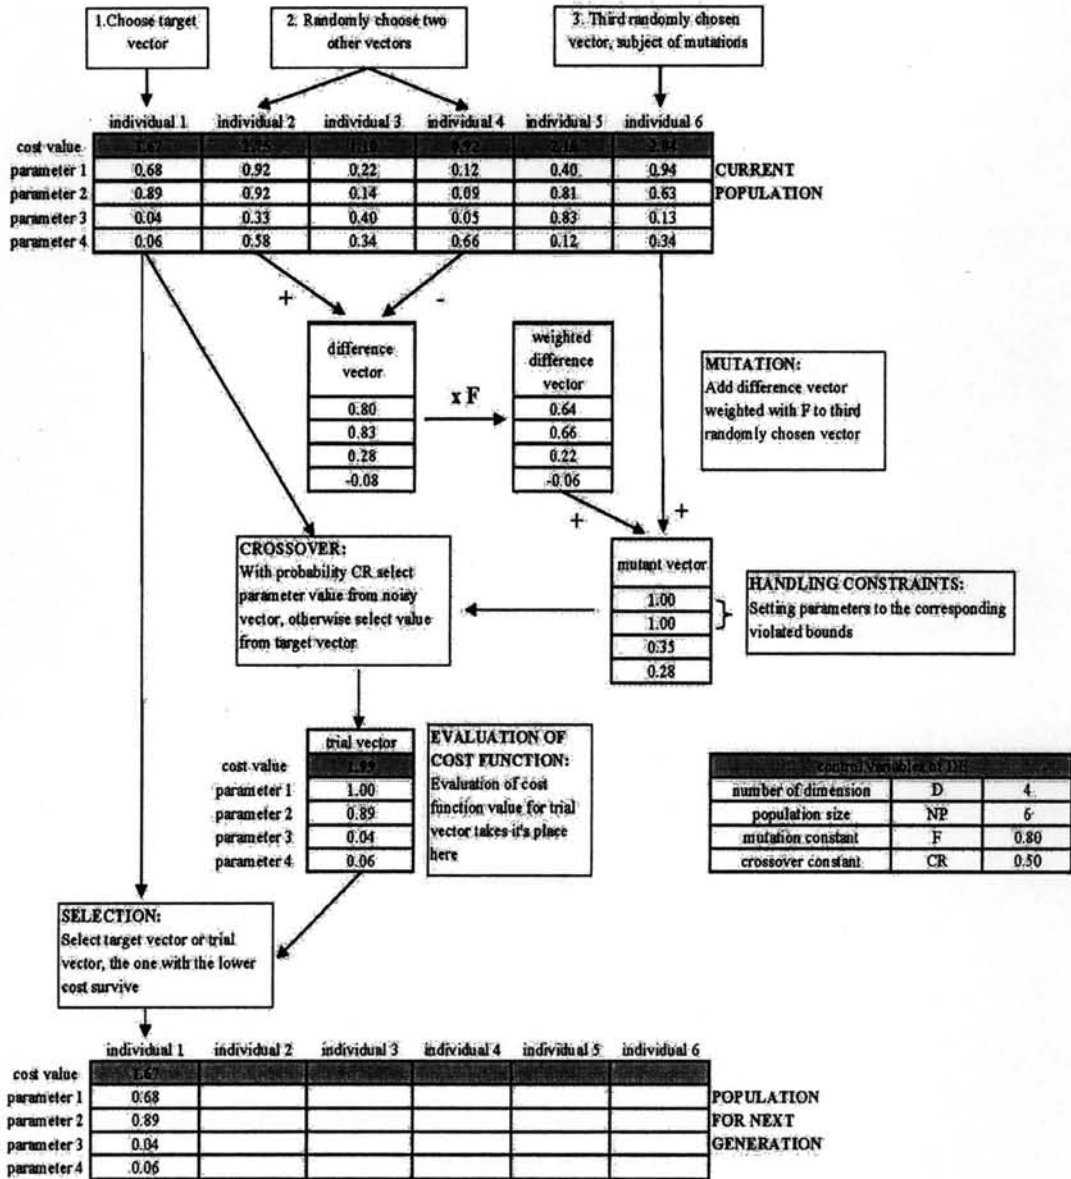 1.Choose target
vector
2. Randomly choose two
other vectors
3. Third randomly chosen
vector, subject of mutations
individual 1 individual 2 individual 3 individual 4 individual 5 individual 6
cost value
parameter 1 0.68 0.92 0.22 0.12 0.40 0.94 CURRENT
parameter 2 0.89 0.92 0.14 0.09 0.81 0.63 POPULATION
parameter 3 0.04 0.33 0.40 0.05 0.83 0.13
parameter 4 0.06 0.58 0.34 0.66 0.12 0.34
+ -
difference
vector
0.80
0.83
0.28
-0.08
x F
weighted
difference
vector
0.64
0.66
0.22
-0.06
MUTATION:
Add difference vector
weighted with F to third
randomly chosen vector
+ +
CROSSOVER:
With probability CR select
parameter value from noisy
vector, otherwise select value
from target vector
mutant vector
1.00
1.00
0.35
0.28
HANDLING CONSTRAINTS:
Setting parameters to the corresponding
violated bounds
trial vector
cost value 1.99
parameter 1 1.00
parameter 2 0.89
parameter 3 0.04
parameter 4 0.06
EVALUATION OF
COST FUNCTION:
Evaluation of cost
function value for trial
vector takes it's place
here
control variables of DE
number of dimension D 4
population size NP 6
mutation constant F 0.80
crossover constant CR 0.50
SELECTION:
Select target vector or trial
vector, the one with the lower
cost survive
individual 1 individual 2 individual 3 individual 4 individual 5 individual 6
cost value 1.67
parameter 1 0.68 POPULATION
parameter 2 0.89 FOR NEXT
parameter 3 0.04 GENERATION
parameter 4 0.06